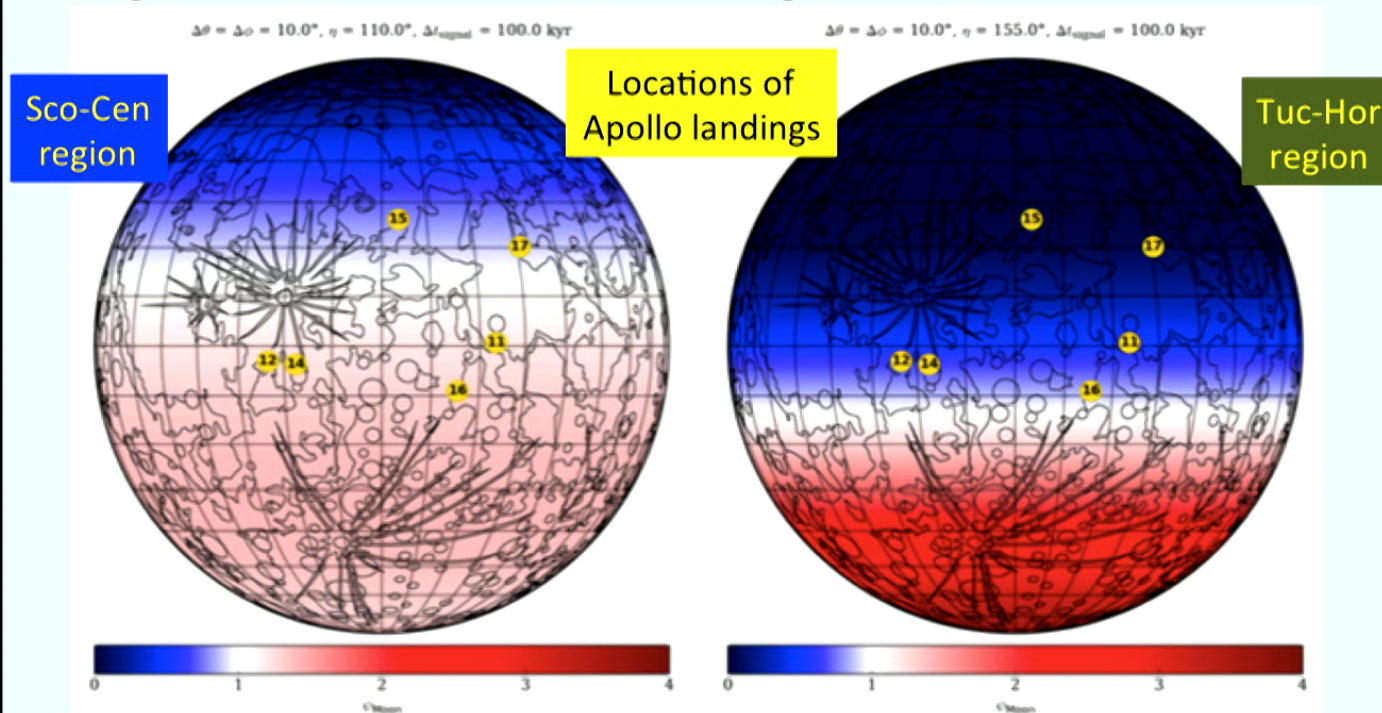 Δθ = Δϕ = 10.0°, η = 110.0°, Δt_signal = 100.0 kyr
Δθ = Δϕ = 10.0°, η = 155.0°, Δt_signal = 100.0 kyr
Sco-Cen
region
Locations of
Apollo landings
Tuc-Hor
region
15
17
12
14
11
16
15
17
12
14
11
16
0 1 2 3 4
0 1 2 3 4